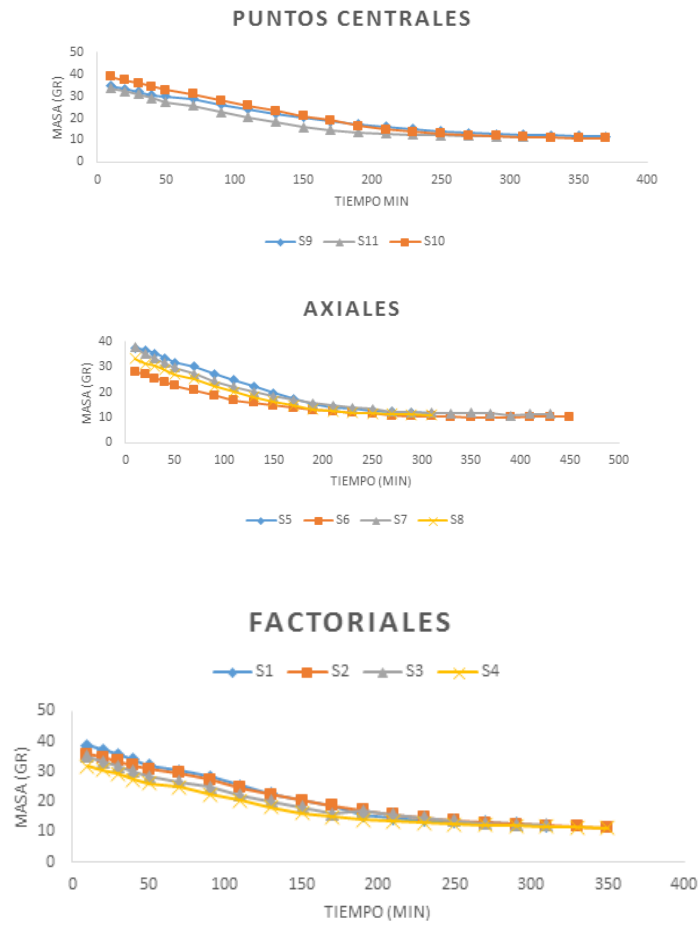 PUNTOS CENTRALES
MASA (GR)
50
40
30
20
10
0
0 50 100 150 200 250 300 350 400
TIEMPO MIN
S9 S11 S10
AXIALES
MASA (GR)
40
30
20
10
0
0 50 100 150 200 250 300 350 400 450 500
TIEMPO (MIN)
S5 S6 S7 S8
FACTORIALES
S1 S2 S3 S4
MASA (GR)
50
40
30
20
10
0
0 50 100 150 200 250 300 350 400
TIEMPO (MIN)